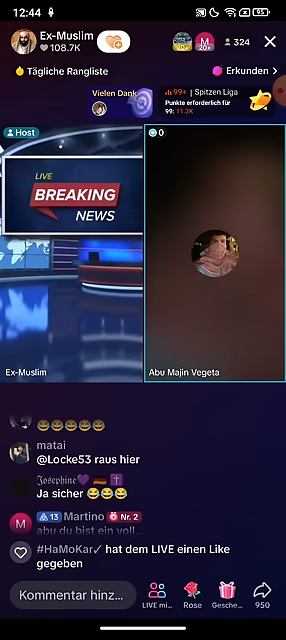 12:44
95
Ex-Muslim
108.7K
20+
324
Tägliche Rangliste
Erkunden >
Vielen Dank
99+ | Spitzen Liga
Punkte erforderlich für
99: 11.2K
Host
0
LIVE
BREAKING
NEWS
Ex-Muslim
Abu Majin Vegeta
😂😂😂😂😂
matai
@Locke53 raus hier
𝔍𝔬𝔰𝔢𝔭𝔥𝔦𝔫𝔢💜 🇩🇪 ✝️
Ja sicher 😂😂😂
M 13 Martino Nr. 2
abu du bist ein voll...
#HaMoKar✓ hat dem LIVE einen Like
gegeben
Kommentar hinz...
LIVE mi...
Rose
Gesche...
950